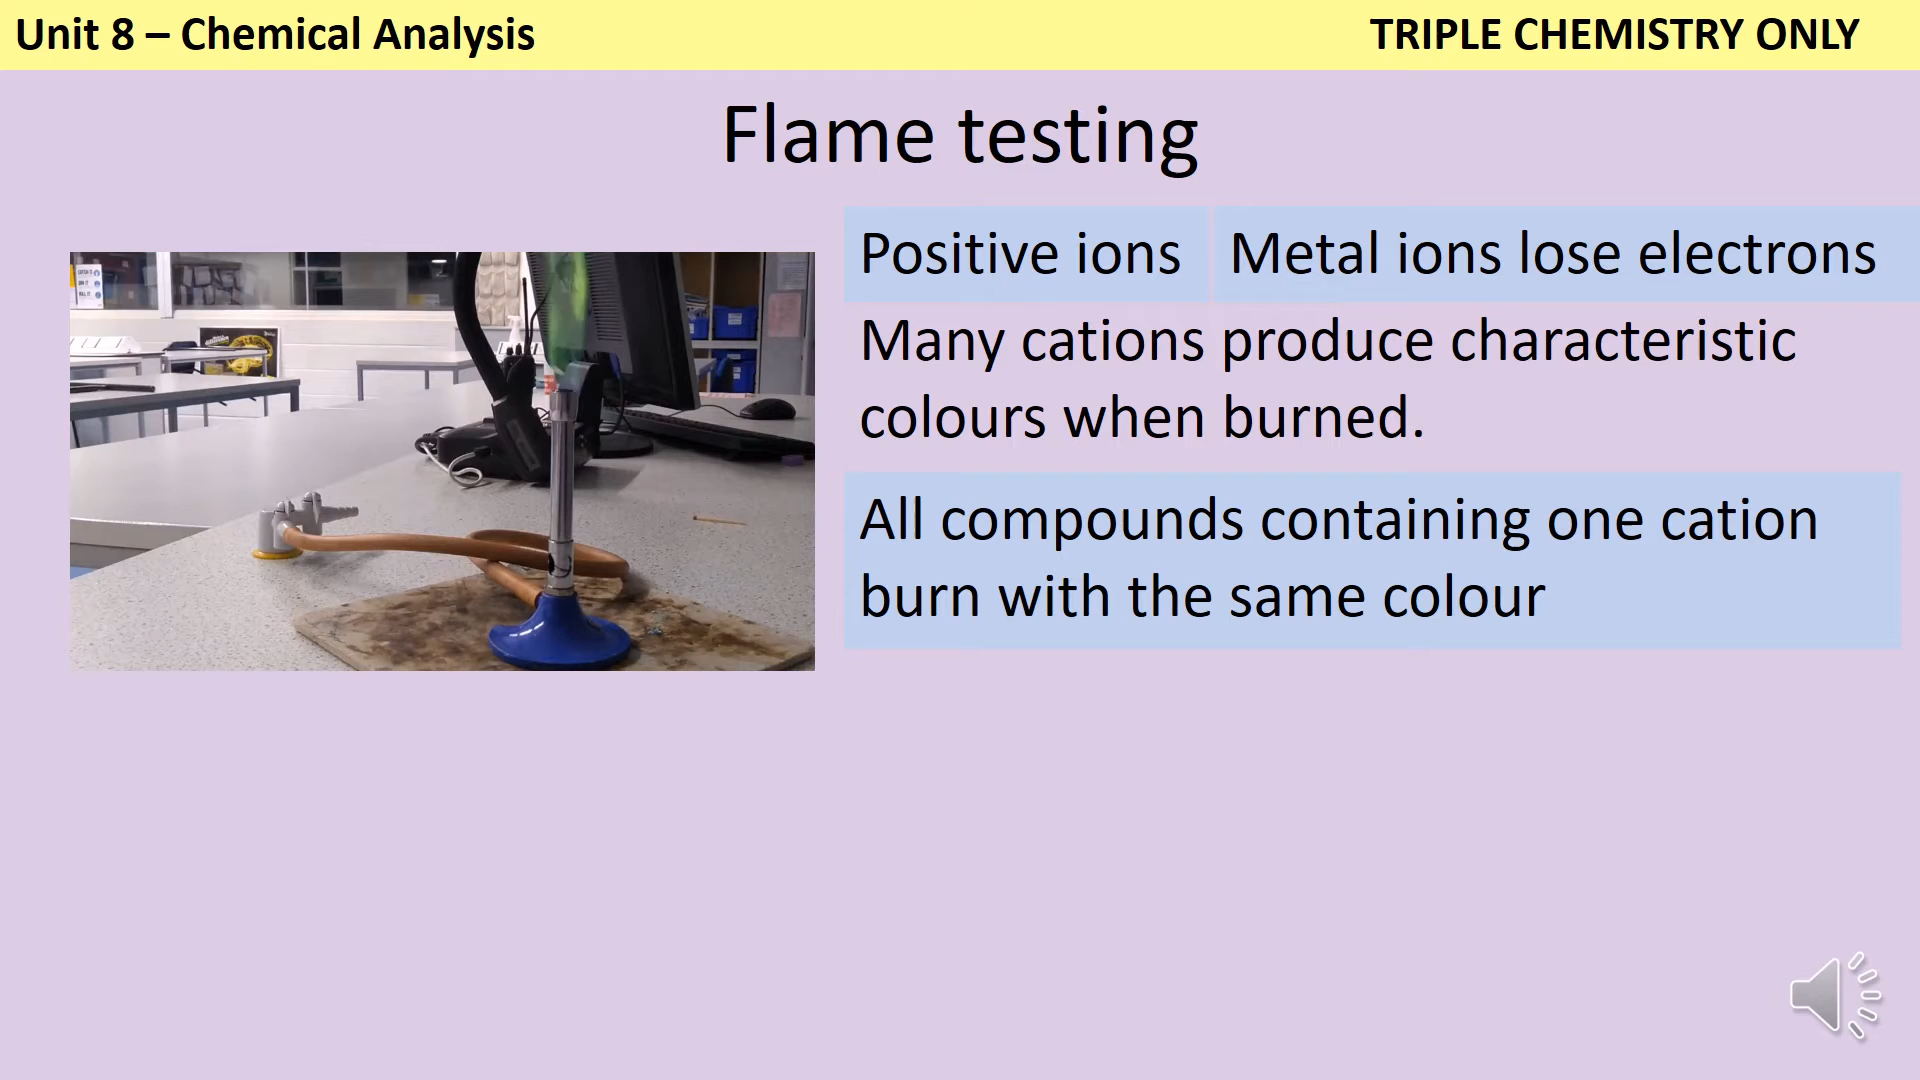 Unit 8 – Chemical Analysis
TRIPLE CHEMISTRY ONLY
Flame testing
Positive ions
Metal ions lose electrons
Many cations produce characteristic
colours when burned.
All compounds containing one cation
burn with the same colour